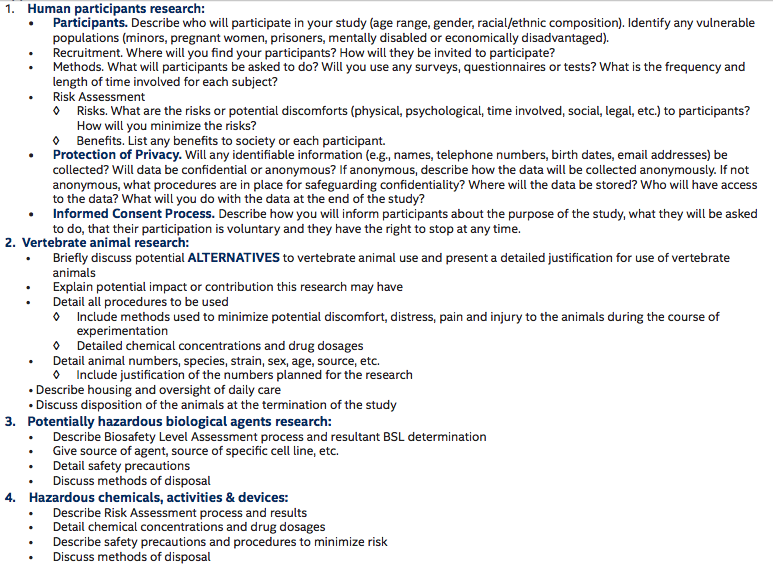 1. Human participants research:
• Participants. Describe who will participate in your study (age range, gender, racial/ethnic composition). Identify any vulnerable
populations (minors, pregnant women, prisoners, mentally disabled or economically disadvantaged).
• Recruitment. Where will you find your participants? How will they be invited to participate?
• Methods. What will participants be asked to do? Will you use any surveys, questionnaires or tests? What is the frequency and
length of time involved for each subject?
• Risk Assessment
◊ Risks. What are the risks or potential discomforts (physical, psychological, time involved, social, legal, etc.) to participants?
How will you minimize the risks?
◊ Benefits. List any benefits to society or each participant.
• Protection of Privacy. Will any identifiable information (e.g., names, telephone numbers, birth dates, email addresses) be
collected? Will data be confidential or anonymous? If anonymous, describe how the data will be collected anonymously. If not
anonymous, what procedures are in place for safeguarding confidentiality? Where will the data be stored? Who will have access
to the data? What will you do with the data at the end of the study?
• Informed Consent Process. Describe how you will inform participants about the purpose of the study, what they will be asked
to do, that their participation is voluntary and they have the right to stop at any time.
2. Vertebrate animal research:
• Briefly discuss potential ALTERNATIVES to vertebrate animal use and present a detailed justification for use of vertebrate
animals
• Explain potential impact or contribution this research may have
• Detail all procedures to be used
◊ Include methods used to minimize potential discomfort, distress, pain and injury to the animals during the course of
experimentation
◊ Detailed chemical concentrations and drug dosages
• Detail animal numbers, species, strain, sex, age, source, etc.
◊ Include justification of the numbers planned for the research
• Describe housing and oversight of daily care
• Discuss disposition of the animals at the termination of the study
3. Potentially hazardous biological agents research:
• Describe Biosafety Level Assessment process and resultant BSL determination
• Give source of agent, source of specific cell line, etc.
• Detail safety precautions
• Discuss methods of disposal
4. Hazardous chemicals, activities & devices:
• Describe Risk Assessment process and results
• Detail chemical concentrations and drug dosages
• Describe safety precautions and procedures to minimize risk
• Discuss methods of disposal